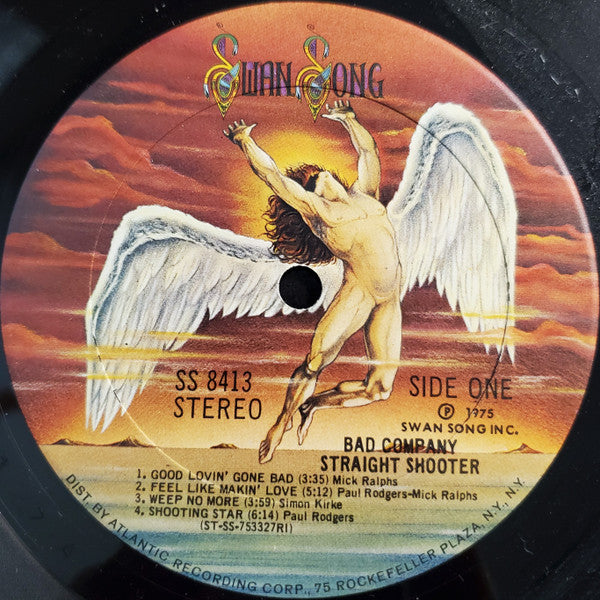 SWAN SONG
SS 8413
STEREO
SIDE ONE
℗ 1975
SWAN SONG INC.
BAD COMPANY
STRAIGHT SHOOTER
1. GOOD LOVIN' GONE BAD (3:35) Mick Ralphs
2. FEEL LIKE MAKIN' LOVE (5:12) Paul Rodgers-Mick Ralphs
3. WEEP NO MORE (3:59) Simon Kirke
4. SHOOTING STAR (6:14) Paul Rodgers
(ST-SS-753327RI)
DIST. BY ATLANTIC RECORDING CORP., 75 ROCKEFELLER PLAZA, N.Y., N.Y.